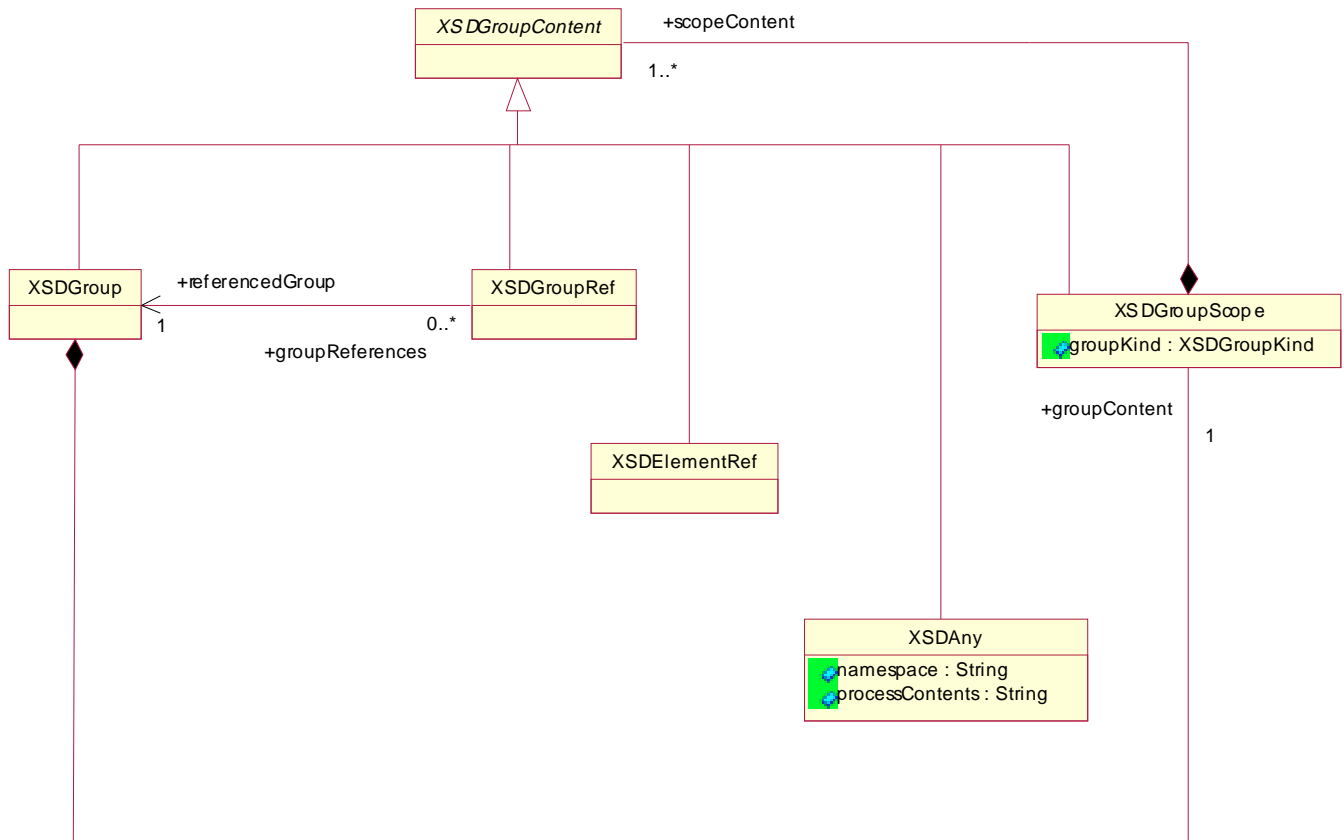 XSDGroupContent
+scopeContent
1..*
XSDGroup
+referencedGroup
1
0..*
+groupReferences
XSDGroupRef
XSDGroupScope
groupKind : XSDGroupKind
+groupContent
1
XSDElementRef
XSDAny
namespace : String
processContents : String